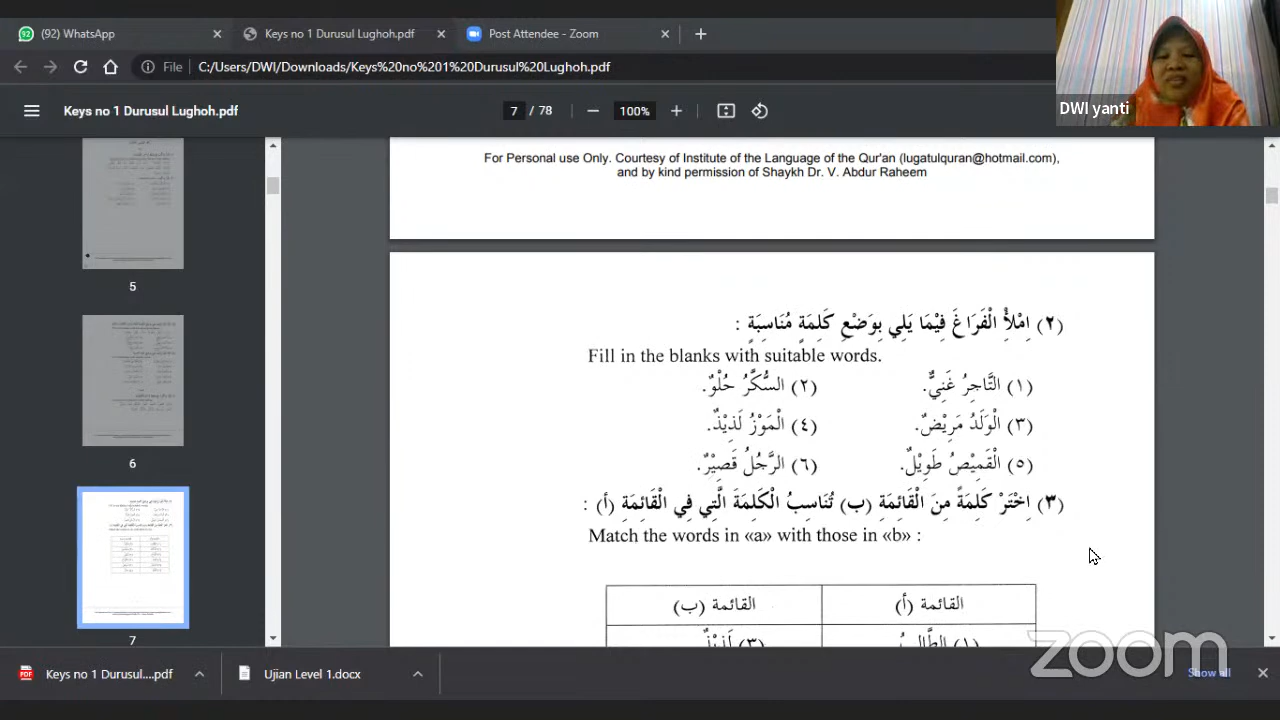 (92) WhatsApp
Keys no 1 Durusul Lughoh.pdf
Post Attendee - Zoom
File
C:/Users/DWI/Downloads/Keys%20no%201%20Durusul%20Lughoh.pdf
Keys no 1 Durusul Lughoh.pdf
7 / 78
100%
DWI yanti
For Personal use Only. Courtesy of Institute of the Language of the Qur'an (lugatulquran@hotmail.com),
and by kind permission of Shaykh Dr. V. Abdur Raheem
(٢) اِمْلَأْ الْفَرَاغَ فِيْمَا يَلِي بِوَضْعِ كَلِمَةٍ مُنَاسِبَةٍ :
Fill in the blanks with suitable words.
(١) التَّاجِرُ غَنِيٌّ. (٢) السُّكَّرُ حُلْوٌ.
(٣) الْوَلَدُ مَرِيْضٌ. (٤) الْمَوْزُ لَذِيْذٌ.
(٥) الْقَمِيْصُ طَوِيْلٌ. (٦) الرَّجُلُ قَصِيْرٌ.
(٣) اِخْتَرْ كَلِمَةً مِنَ الْقَائِمَةِ (ب) تُنَاسِبُ الْكَلِمَةَ الَّتِي فِي الْقَائِمَةِ (أ) :
Match the words in «a» with those in «b» :
القائمة (أ) القائمة (ب)
(١) الطَّالِبُ (٣) لَذِيْذٌ
5
6
7
zoom
Keys no 1 Durusul....pdf
Ujian Level 1.docx
Show all